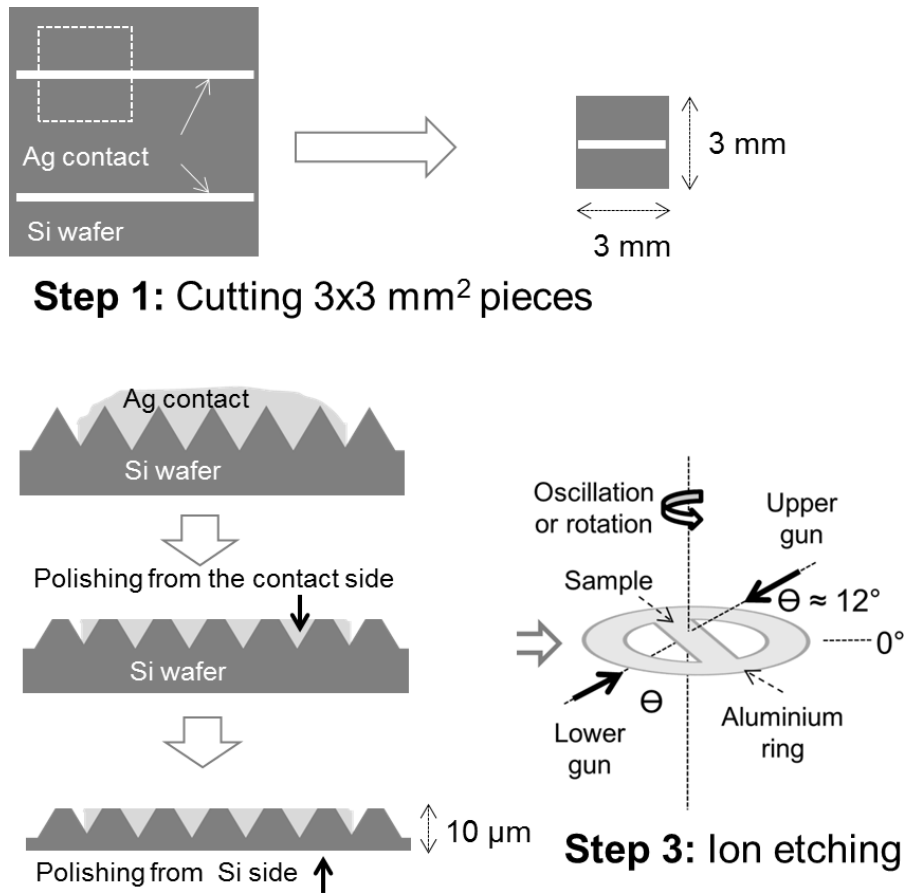 Ag contact
Si wafer
3 mm
3 mm
Step 1: Cutting 3x3 mm² pieces
Ag contact
Si wafer
Polishing from the contact side
Si wafer
10 µm
Polishing from Si side
Oscillation
or rotation
Upper
gun
Sample
Θ ≈ 12°
0°
Θ
Lower
gun
Aluminium
ring
Step 3: Ion etching